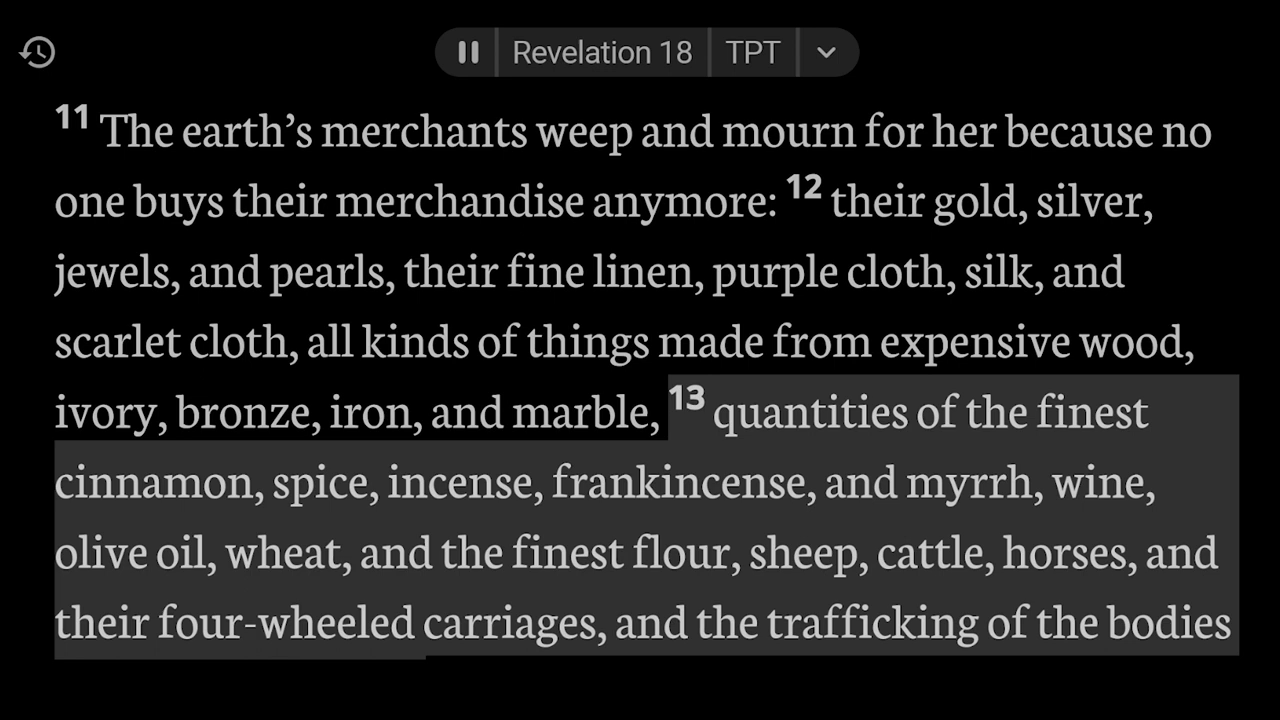 Revelation 18 TPT
11 The earth’s merchants weep and mourn for her because no
one buys their merchandise anymore: 12 their gold, silver,
jewels, and pearls, their fine linen, purple cloth, silk, and
scarlet cloth, all kinds of things made from expensive wood,
ivory, bronze, iron, and marble, 13 quantities of the finest
cinnamon, spice, incense, frankincense, and myrrh, wine,
olive oil, wheat, and the finest flour, sheep, cattle, horses, and
their four-wheeled carriages, and the trafficking of the bodies